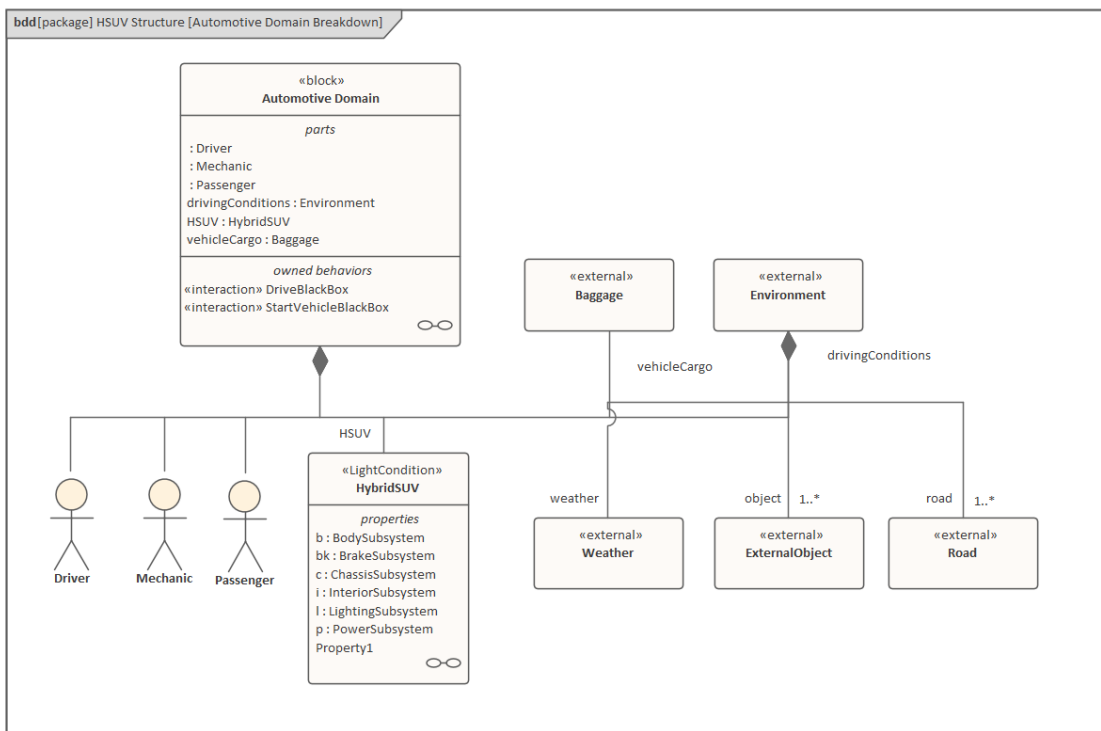 bdd[package] HSUV Structure [Automotive Domain Breakdown]
«block»
Automotive Domain
parts
: Driver
: Mechanic
: Passenger
drivingConditions : Environment
HSUV : HybridSUV
vehicleCargo : Baggage
owned behaviors
«interaction» DriveBlackBox
«interaction» StartVehicleBlackBox
«external»
Baggage
«external»
Environment
vehicleCargo
drivingConditions
HSUV
«LightCondition»
HybridSUV
properties
b : BodySubsystem
bk : BrakeSubsystem
c : ChassisSubsystem
i : InteriorSubsystem
l : LightingSubsystem
p : PowerSubsystem
Property1
Driver
Mechanic
Passenger
weather
object
1..*
road
1..*
«external»
Weather
«external»
ExternalObject
«external»
Road